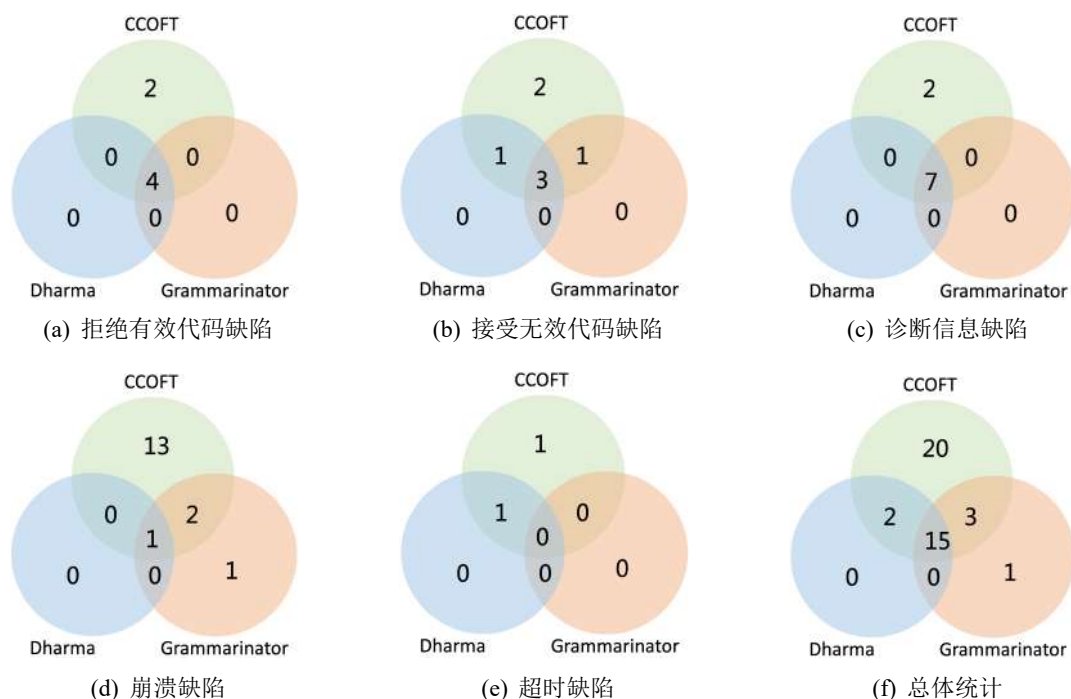 CCOFT
2
0
0
4
0
0
0
Dharma
Grammarinator
(a) 拒绝有效代码缺陷
CCOFT
2
1
1
3
0
0
0
Dharma
Grammarinator
(b) 接受无效代码缺陷
CCOFT
2
0
0
7
0
0
0
Dharma
Grammarinator
(c) 诊断信息缺陷
CCOFT
13
0
2
1
0
0
1
Dharma
Grammarinator
(d) 崩溃缺陷
CCOFT
1
1
0
0
0
0
0
Dharma
Grammarinator
(e) 超时缺陷
CCOFT
20
2
3
15
0
0
1
Dharma
Grammarinator
(f) 总体统计